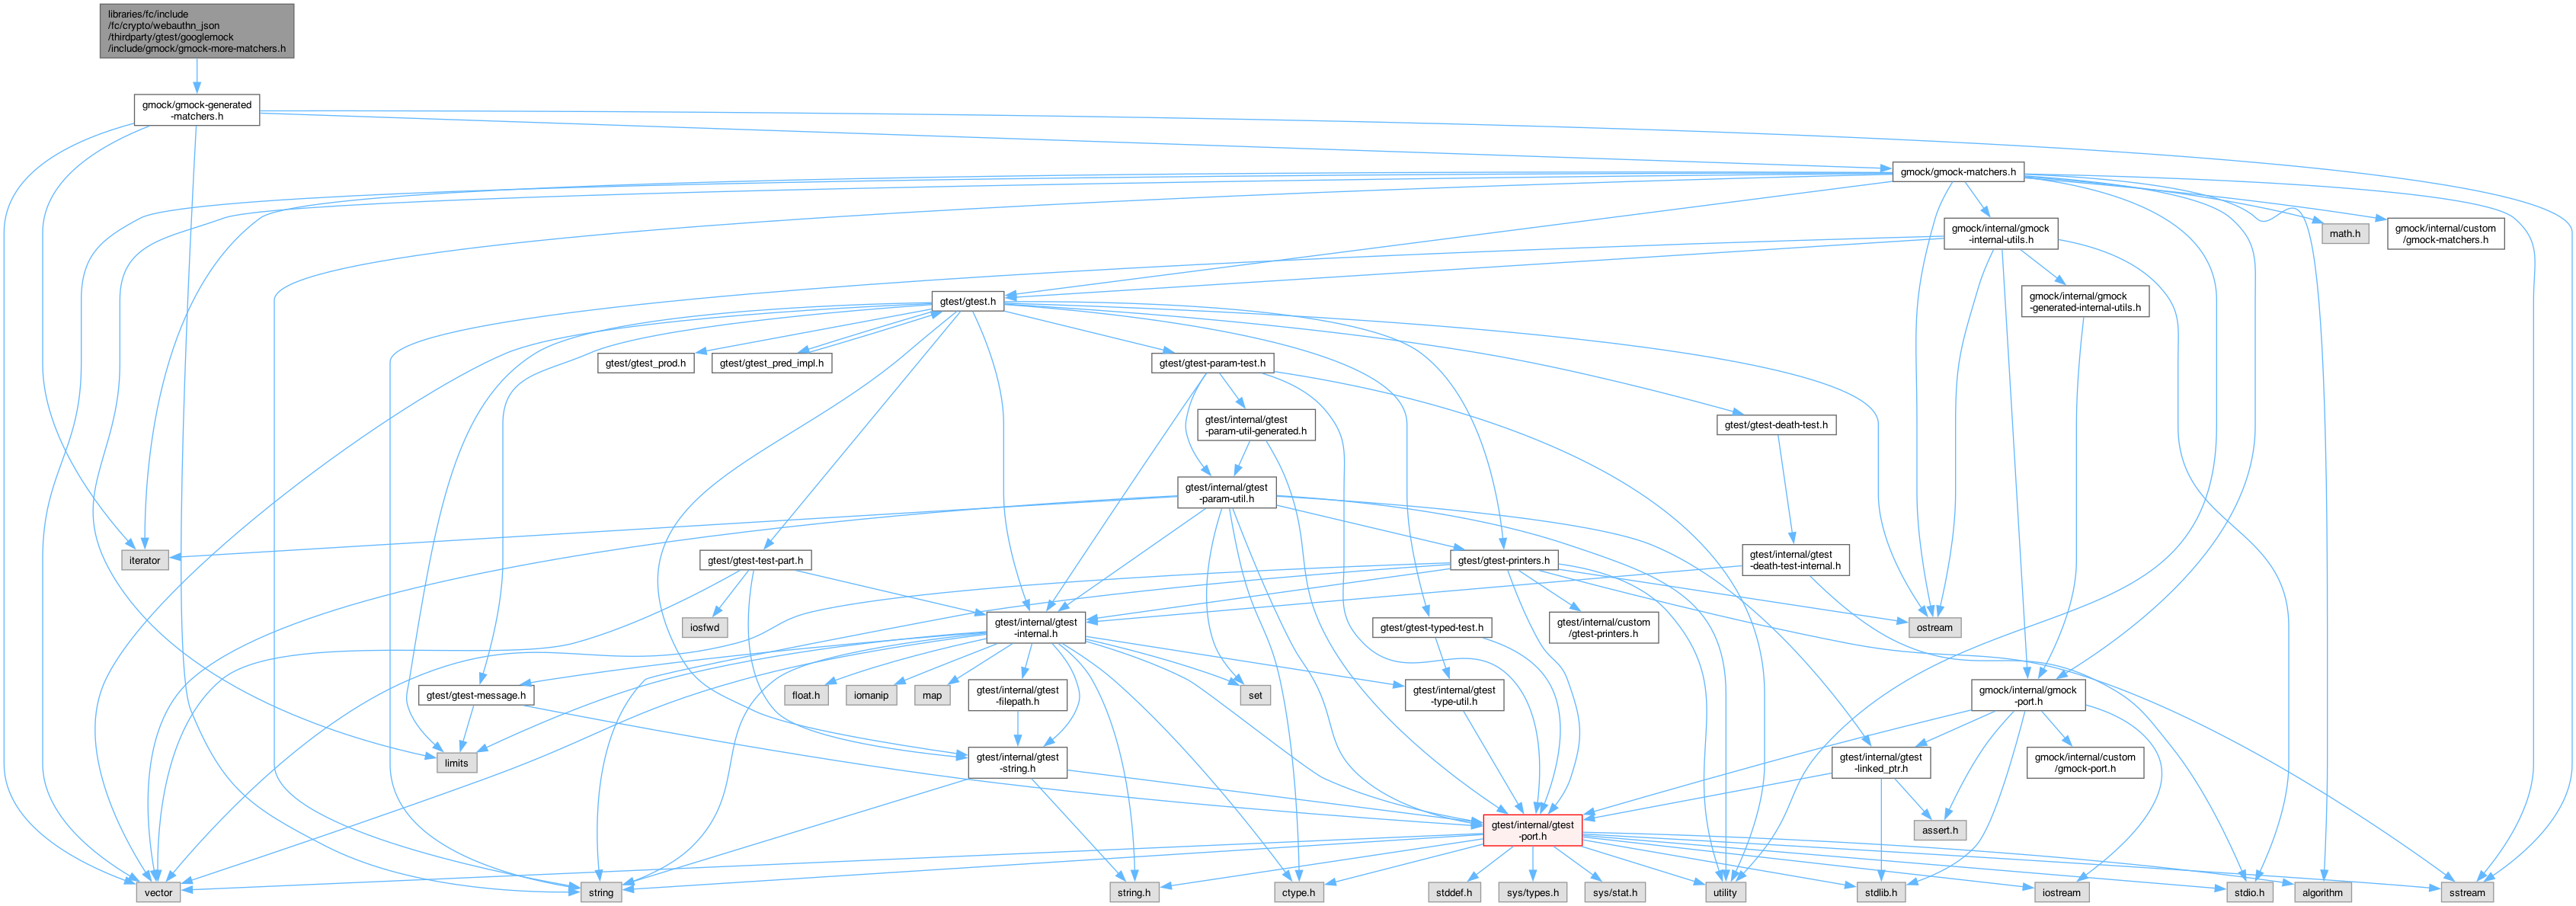 libraries/fc/include
/fc/crypto/webauthn_json
/thirdparty/gtest/googlemock
/include/gmock/gmock-more-matchers.h
gmock/gmock-generated
-matchers.h
gmock/gmock-matchers.h
gmock/internal/gmock
-internal-utils.h
math.h
gmock/internal/custom
/gmock-matchers.h
gtest/gtest.h
gmock/internal/gmock
-generated-internal-utils.h
gtest/gtest_prod.h
gtest/gtest_pred_impl.h
gtest/gtest-param-test.h
gtest/internal/gtest
-param-util-generated.h
gtest/gtest-death-test.h
gtest/internal/gtest
-param-util.h
iterator
gtest/gtest-test-part.h
gtest/gtest-printers.h
gtest/internal/gtest
-death-test-internal.h
iosfwd
gtest/internal/gtest
-internal.h
gtest/gtest-typed-test.h
gtest/internal/custom
/gtest-printers.h
ostream
gtest/gtest-message.h
float.h
iomanip
map
gtest/internal/gtest
-filepath.h
set
gtest/internal/gtest
-type-util.h
gmock/internal/gmock
-port.h
limits
gtest/internal/gtest
-string.h
gtest/internal/gtest
-linked_ptr.h
gmock/internal/custom
/gmock-port.h
gtest/internal/gtest
-port.h
assert.h
vector
string
string.h
ctype.h
stddef.h
sys/types.h
sys/stat.h
utility
stdlib.h
iostream
stdio.h
algorithm
sstream